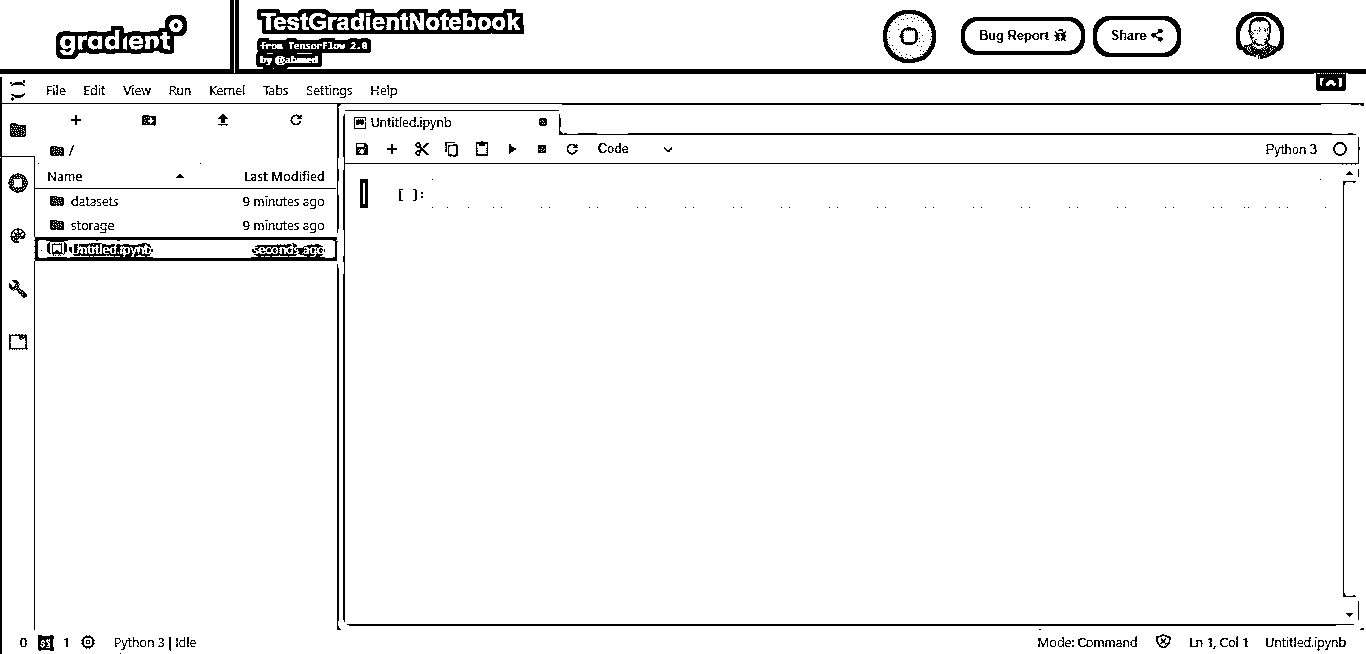 gradient
TestGradientNotebook
from TensorFlow 2.0
by @ahmed
Bug Report
Share
File Edit View Run Kernel Tabs Settings Help
Untitled.ipynb
/
Code
Python 3
Name Last Modified
[ ]:
datasets 9 minutes ago
storage 9 minutes ago
Untitled.ipynb seconds ago
0 1 Python 3 | Idle Mode: Command Ln 1, Col 1 Untitled.ipynb